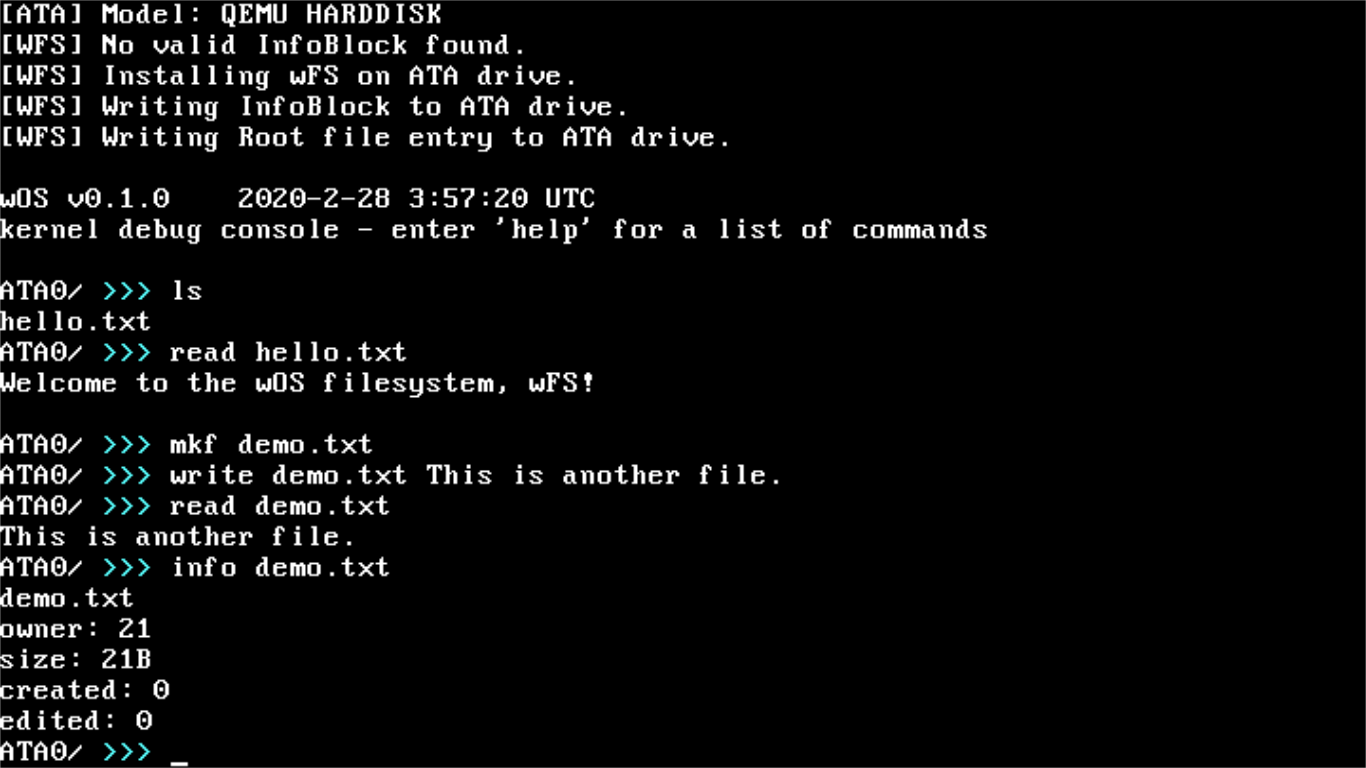 [ATA] Model: QEMU HARDDISK
[WFS] No valid InfoBlock found.
[WFS] Installing wFS on ATA drive.
[WFS] Writing InfoBlock to ATA drive.
[WFS] Writing Root file entry to ATA drive.
wOS v0.1.0    2020-2-28 3:57:20 UTC
kernel debug console - enter 'help' for a list of commands
ATA0/ >>> ls
hello.txt
ATA0/ >>> read hello.txt
Welcome to the wOS filesystem, wFS!
ATA0/ >>> mkf demo.txt
ATA0/ >>> write demo.txt This is another file.
ATA0/ >>> read demo.txt
This is another file.
ATA0/ >>> info demo.txt
demo.txt
owner: 21
size: 21B
created: 0
edited: 0
ATA0/ >>> _